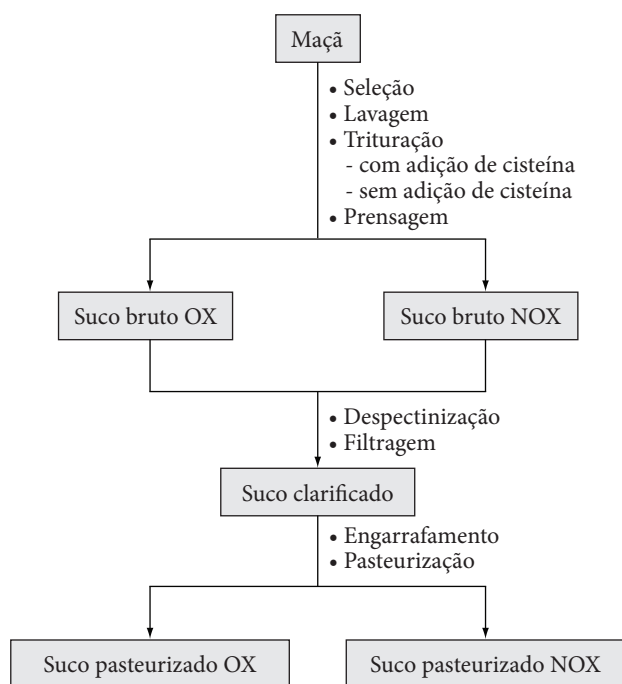 Maçã
• Seleção
• Lavagem
• Trituração
- com adição de cisteína
- sem adição de cisteína
• Prensagem
Suco bruto OX
Suco bruto NOX
• Despectinização
• Filtragem
Suco clarificado
• Engarrafamento
• Pasteurização
Suco pasteurizado OX
Suco pasteurizado NOX